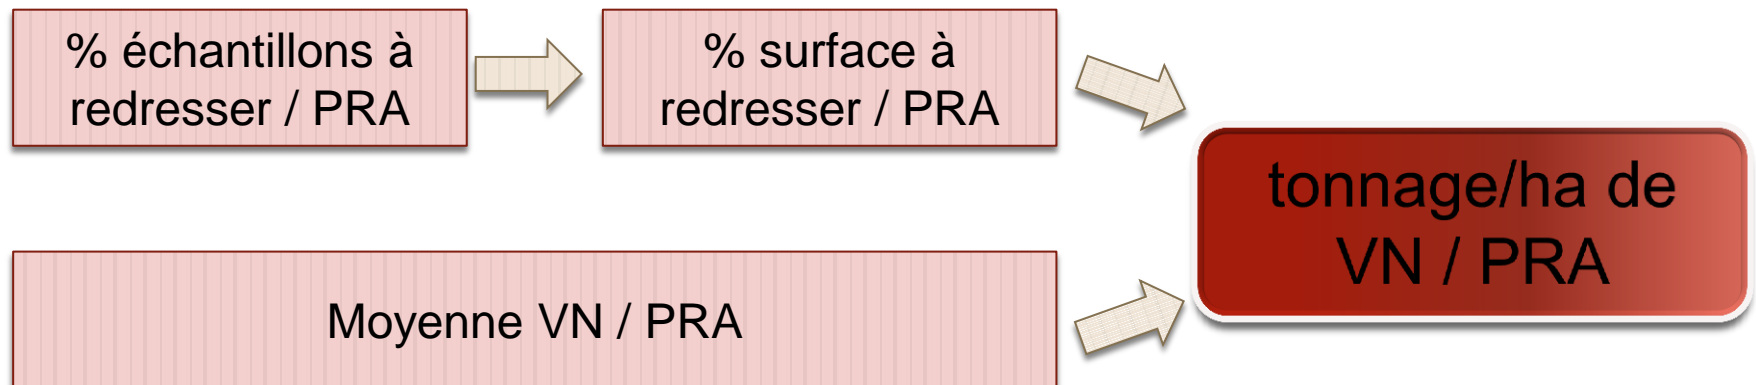 % échantillons à
redresser / PRA
% surface à
redresser / PRA
tonnage/ha de
VN / PRA
Moyenne VN / PRA